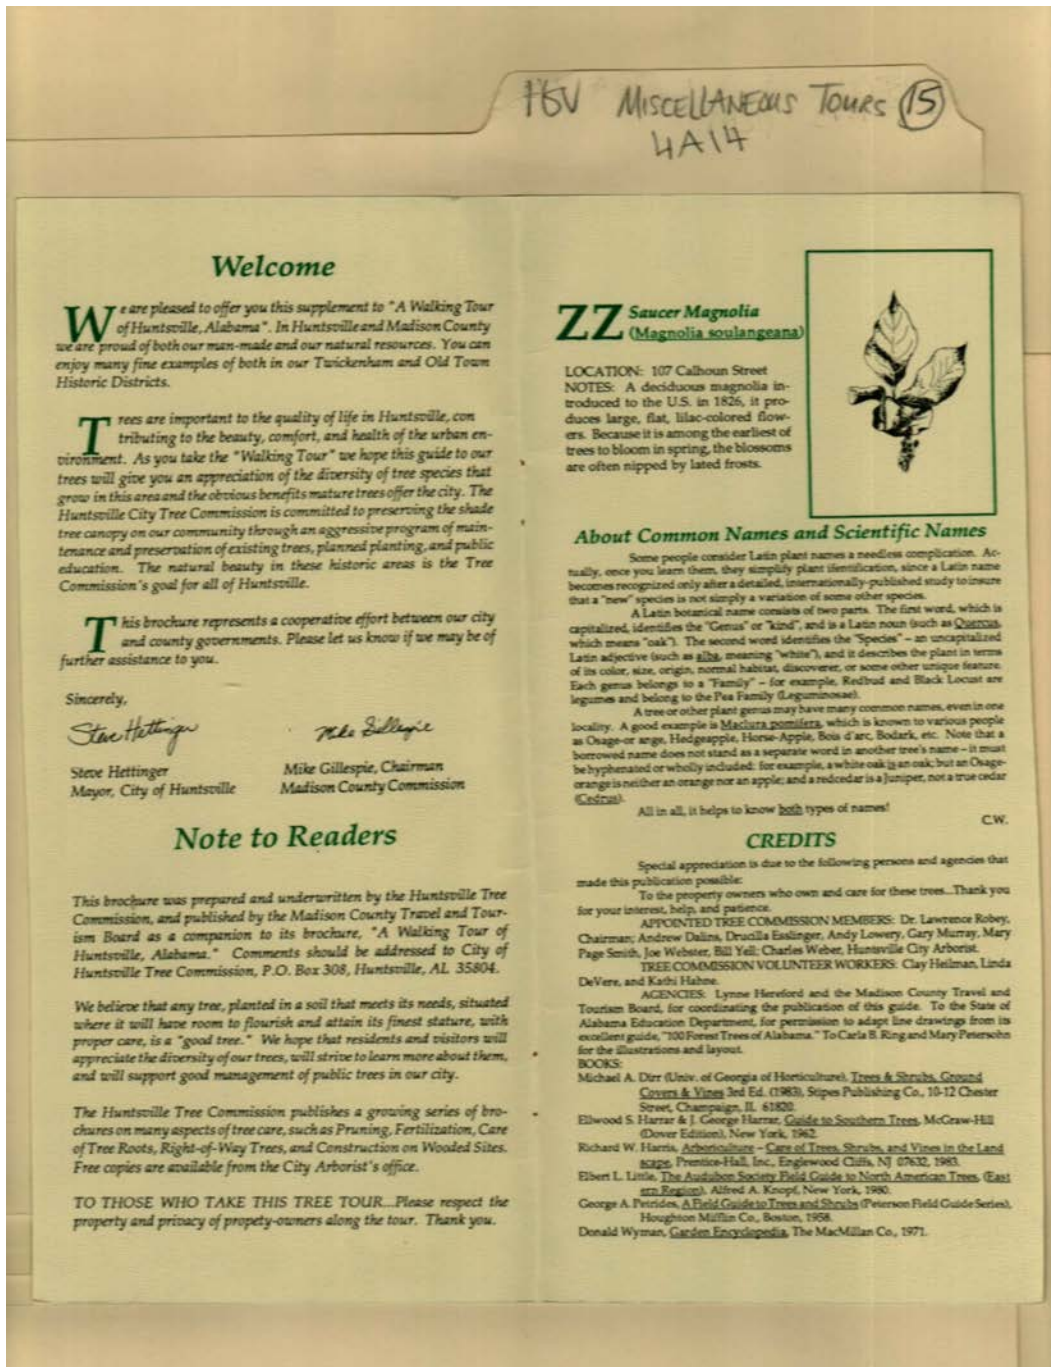 HSV MISCELLANEOUS TOURS 15
4A14
Welcome
We are pleased to offer you this supplement to "A Walking Tour
of Huntsville, Alabama". In Huntsville and Madison County
we are proud of both our man-made and our natural resources. You can
enjoy many fine examples of both in our Twickenham and Old Town
Historic Districts.
Trees are important to the quality of life in Huntsville, con
tributing to the beauty, comfort, and health of the urban en-
vironment. As you take the "Walking Tour" we hope this guide to our
trees will give you an appreciation of the diversity of tree species that
grow in this area and the obvious benefits mature trees offer the city. The
Huntsville City Tree Commission is committed to preserving the shade
tree canopy on our community through an aggressive program of main-
tenance and preservation of existing trees, planned planting, and public
education. The natural beauty in these historic areas is the Tree
Commission's goal for all of Huntsville.
This brochure represents a cooperative effort between our city
and county governments. Please let us know if we may be of
further assistance to you.
Sincerely,
Steve Hettinger
Mike Gillespie
Steve Hettinger
Mayor, City of Huntsville
Mike Gillespie, Chairman
Madison County Commission
Note to Readers
This brochure was prepared and underwritten by the Huntsville Tree
Commission, and published by the Madison County Travel and Tour-
ism Board as a companion to its brochure, "A Walking Tour of
Huntsville, Alabama." Comments should be addressed to City of
Huntsville Tree Commission, P.O. Box 308, Huntsville, AL 35804.
We believe that any tree, planted in a soil that meets its needs, situated
where it will have room to flourish and attain its finest stature, with
proper care, is a "good tree." We hope that residents and visitors will
appreciate the diversity of our trees, will strive to learn more about them,
and will support good management of public trees in our city.
The Huntsville Tree Commission publishes a growing series of bro-
chures on many aspects of tree care, such as Pruning, Fertilization, Care
of Tree Roots, Right-of-Way Trees, and Construction on Wooded Sites.
Free copies are available from the City Arborist's office.
TO THOSE WHO TAKE THIS TREE TOUR...Please respect the
property and privacy of propety-owners along the tour. Thank you.
ZZ Saucer Magnolia
(Magnolia soulangeana)
LOCATION: 107 Calhoun Street
NOTES: A deciduous magnolia in-
troduced to the U.S. in 1826, it pro-
duces large, flat, lilac-colored flow-
ers. Because it is among the earliest of
trees to bloom in spring, the blossoms
are often nipped by lated frosts.
About Common Names and Scientific Names
Some people consider Latin plant names a needless complication. Ac-
tually, once you learn them, they simplify plant ifentification, since a Latin name
becomes recognized only after a detailed, internationally-published study to insure
that a "new" species is not simply a variation of some other species.
A Latin botanical name consists of two parts. The first word, which is
capitalized, identifies the "Genus" or "kind", and is a Latin noun (such as Quercus,
which means "oak"). The second word identifies the "Species" – an uncapitalized
Latin adjective (such as alba, meaning "white"), and it describes the plant in terms
of its color, size, origin, normal habitat, discoverer, or some other unique feature.
Each genus belongs to a "Family" – for example, Redbud and Black Locust are
legumes and belong to the Pea Family (Leguminosae).
A tree or other plant genus may have many common names, even in one
locality. A good example is Maclura pomifera, which is known to various people
as Osage-or ange, Hedgeapple, Horse-Apple, Bois d'arc, Bodark, etc. Note that a
borrowed name does not stand as a separate word in another tree's name – it must
be hyphenated or wholly included: for example, a white oak is an oak; but an Osage-
orange is neither an orange nor an apple; and a redcedar is a Juniper, not a true cedar
(Cedrus).
All in all, it helps to know both types of names!
C.W.
CREDITS
Special appreciation is due to the following persons and agencies that
made this publication possible:
To the property owners who own and care for these trees...Thank you
for your interest, help, and patience.
APPOINTED TREE COMMISSION MEMBERS: Dr. Lawrence Robey,
Chairman; Andrew Dalins, Drucilla Esslinger, Andy Lowery, Gary Murray, Mary
Page Smith, Joe Webster, Bill Yell; Charles Weber, Huntsville City Arborist.
TREE COMMISSION VOLUNTEER WORKERS: Clay Heilman, Linda
DeVere, and Kathi Hahne.
AGENCIES: Lynne Hereford and the Madison County Travel and
Tourism Board, for coordinating the publication of this guide. To the State of
Alabama Education Department, for permission to adapt line drawings from its
excellent guide, "100 Forest Trees of Alabama." To Carla B. Ring and Mary Petersohn
for the illustrations and layout.
BOOKS:
Michael A. Dirr (Univ. of Georgia of Horticulture), Trees & Shrubs, Ground
Covers & Vines 3rd Ed. (1983), Stipes Publishing Co., 10-12 Chester
Street, Champaign, IL 61820.
Ellwood S. Harrar & J. George Harrar, Guide to Southern Trees, McGraw-Hill
(Dover Edition), New York, 1962.
Richard W. Harris, Arboriculture – Care of Trees, Shrubs, and Vines in the Land
scape, Prentice-Hall, Inc., Englewood Cliffs, NJ 07632, 1983.
Elbert L. Little, The Audubon Society Field Guide to North American Trees, (East
ern Region), Alfred A. Knopf, New York, 1980.
George A. Petrides, A Field Guide to Trees and Shrubs (Peterson Field Guide Series),
Houghton Mifflin Co., Boston, 1958.
Donald Wyman, Garden Encyclopedia, The MacMillan Co., 1971.